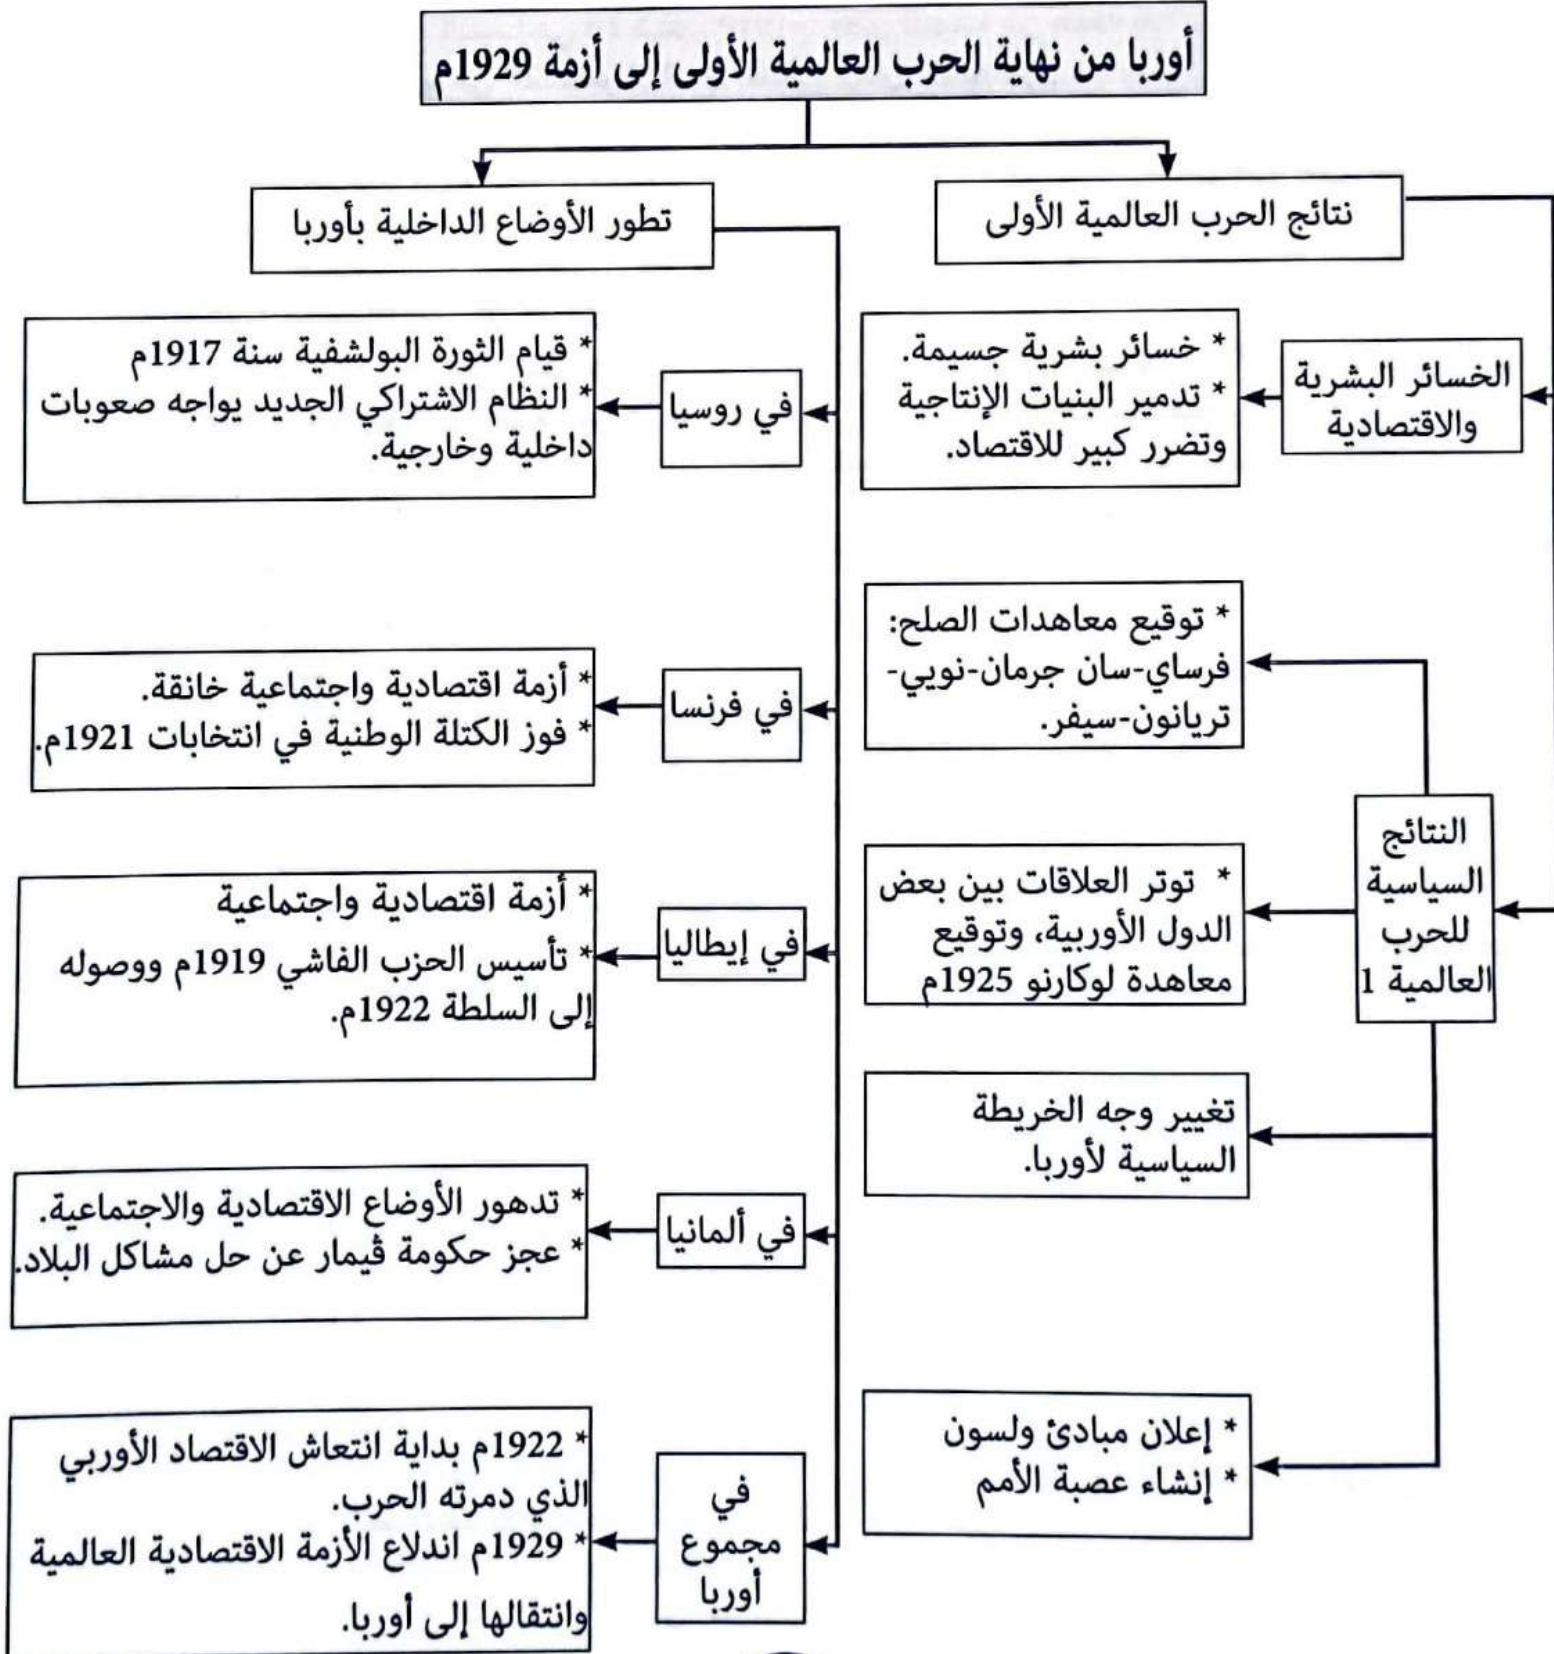 أوربا من نهاية الحرب العالمية الأولى إلى أزمة 1929م
نتائج الحرب العالمية الأولى
الخسائر البشرية
والاقتصادية
* خسائر بشرية جسيمة.
* تدمير البنيات الإنتاجية
وتضرر كبير للاقتصاد.
النتائج
السياسية
للحرب
العالمية 1
* توقيع معاهدات الصلح:
فرساي-سان جرمان-نويي-
تريانون-سيفر.
* توتر العلاقات بين بعض
الدول الأوربية، وتوقيع
معاهدة لوكارنو 1925م
تغيير وجه الخريطة
السياسية لأوربا.
* إعلان مبادئ ولسون
* إنشاء عصبة الأمم
تطور الأوضاع الداخلية بأوربا
في روسيا
* قيام الثورة البولشفية سنة 1917م
* النظام الاشتراكي الجديد يواجه صعوبات
داخلية وخارجية.
في فرنسا
* أزمة اقتصادية واجتماعية خانقة.
* فوز الكتلة الوطنية في انتخابات 1921م.
في إيطاليا
* أزمة اقتصادية واجتماعية
* تأسيس الحزب الفاشي 1919م ووصوله
إلى السلطة 1922م.
في ألمانيا
* تدهور الأوضاع الاقتصادية والاجتماعية.
* عجز حكومة ڤيمار عن حل مشاكل البلاد.
في
مجموع
أوربا
* 1922م بداية انتعاش الاقتصاد الأوربي
الذي دمرته الحرب.
* 1929م اندلاع الأزمة الاقتصادية العالمية
وانتقالها إلى أوربا.